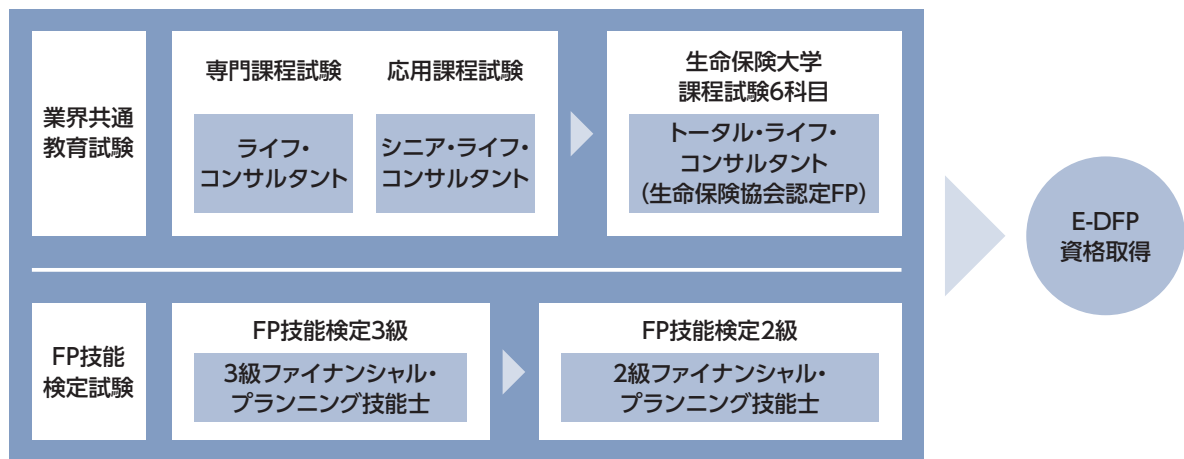 業界共通
教育試験
専門課程試験
ライフ・
コンサルタント
応用課程試験
シニア・ライフ・
コンサルタント
生命保険大学
課程試験6科目
トータル・ライフ・
コンサルタント
(生命保険協会認定FP)
FP技能
検定試験
FP技能検定3級
3級ファイナンシャル・
プランニング技能士
FP技能検定2級
2級ファイナンシャル・
プランニング技能士
E-DFP
資格取得